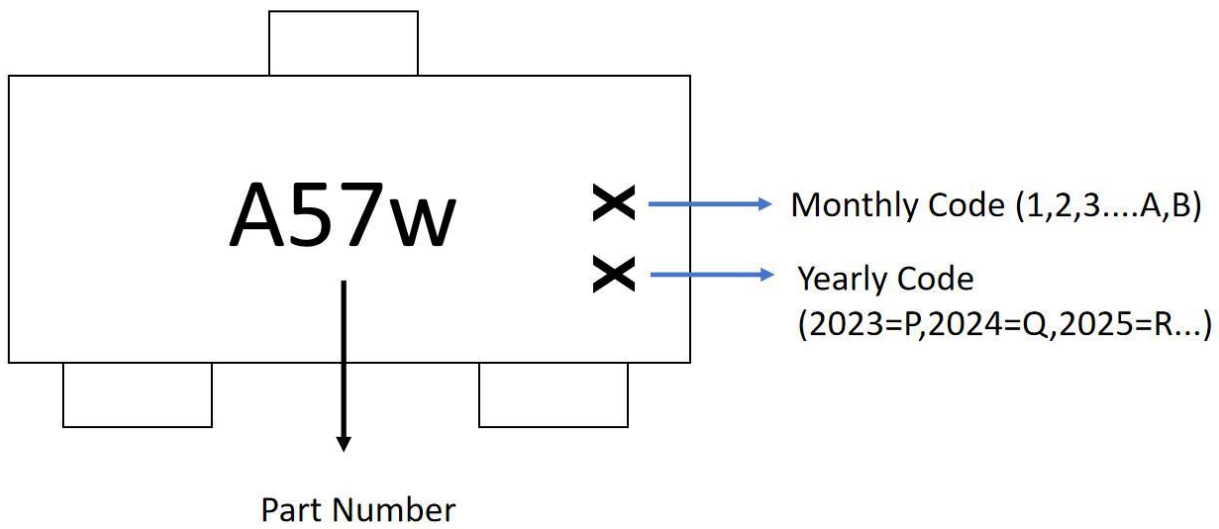 A57w
X
Monthly Code (1,2,3....A,B)
X
Yearly Code
(2023=P,2024=Q,2025=R...)
Part Number